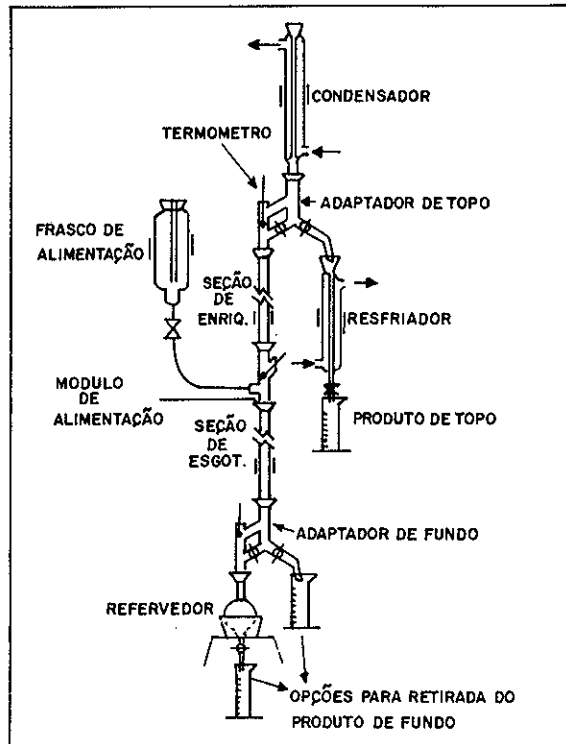 CONDENSADOR
TERMOMETRO
ADAPTADOR DE TOPO
FRASCO DE
ALIMENTAÇÃO
SEÇÃO
DE
ENRIQ.
RESFRIADOR
MODULO
DE
ALIMENTAÇÃO
PRODUTO DE TOPO
SEÇÃO
DE
ESGOT.
ADAPTADOR DE FUNDO
REFERVEDOR
OPÇÕES PARA RETIRADA DO
PRODUTO DE FUNDO